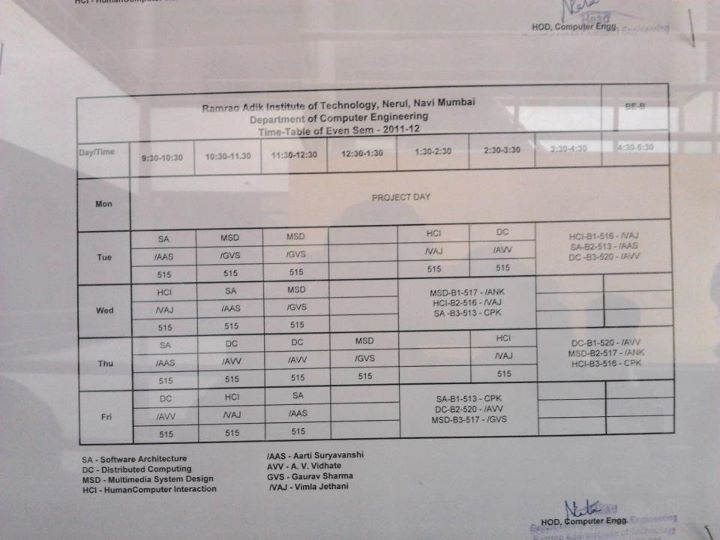 HOD, Computer Engg.
Ramrao Adik Institute of Technology, Nerul, Navi Mumbai
BE-B
Department of Computer Engineering
Time-Table of Even Sem - 2011-12
Day/Time 9:30-10:30 10:30-11.30 11:30-12:30 12:30-1:30 1:30-2:30 2:30-3:30 3:30-4:30 4:30-5:30
Mon PROJECT DAY
SA MSD MSD HCI DC HCI-B1-516 - /VAJ
Tue /AAS /GVS /GVS /VAJ /AVV SA-B2-513 - /AAS
515 515 515 515 515 DC -B3-520 - /AVV
HCI SA MSD MSD-B1-517 - /ANK
Wed /VAJ /AAS /GVS HCI-B2-516 - /VAJ
515 515 515 SA -B3-513 - CPK
SA DC DC MSD HCI DC-B1-520 - /AVV
Thu /AAS /AVV /AVV /GVS /VAJ MSD-B2-517 - /ANK
515 515 515 515 515 HCI-B3-516 - CPK
DC HCI SA SA-B1-513 - CPK
Fri /AVV /VAJ /AAS DC-B2-520 - /AVV
515 515 515 MSD-B3-517 - /GVS
SA - Software Architecture /AAS - Aarti Suryavanshi
DC - Distributed Computing AVV - A. V. Vidhate
MSD - Multimedia System Design GVS - Gaurav Sharma
HCI - HumanComputer Interaction /VAJ - Vimla Jethani
HOD, Computer Engg.